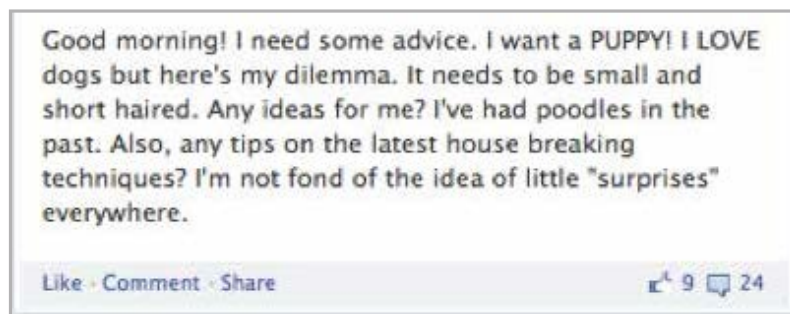 Good morning! I need some advice. I want a PUPPY! I LOVE
dogs but here's my dilemma. It needs to be small and
short haired. Any ideas for me? I've had poodles in the
past. Also, any tips on the latest house breaking
techniques? I'm not fond of the idea of little "surprises"
everywhere.
Like · Comment · Share 9 24